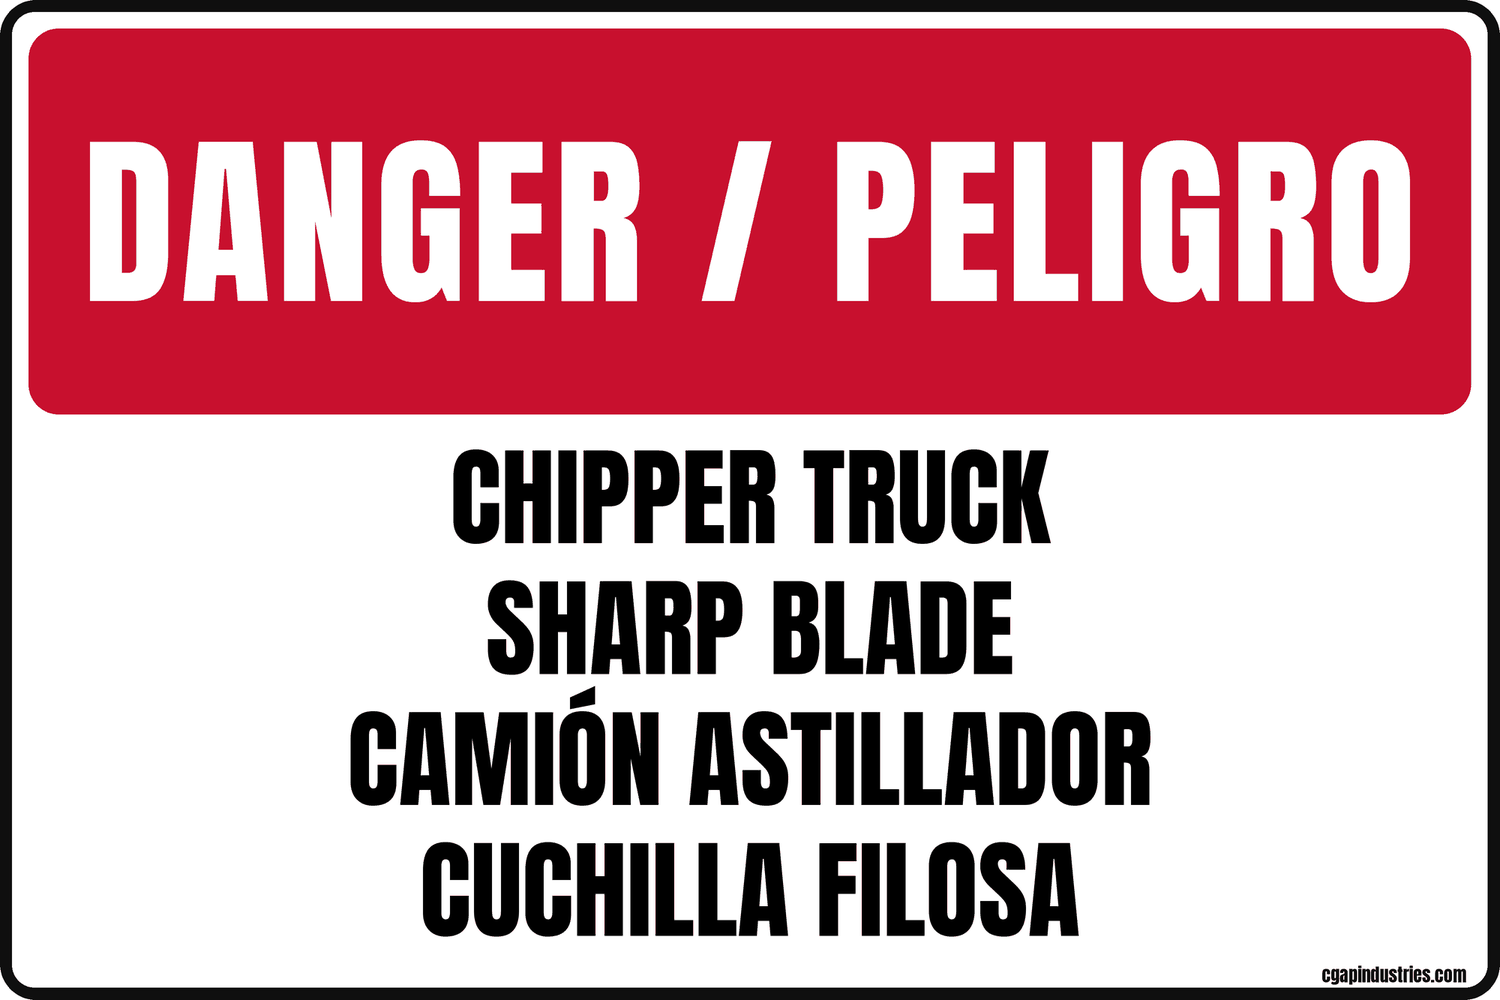 DANGER / PELIGRO
CHIPPER TRUCK
SHARP BLADE
CAMIÓN ASTILLADOR
CUCHILLA FILOSA
cgapindustries.com